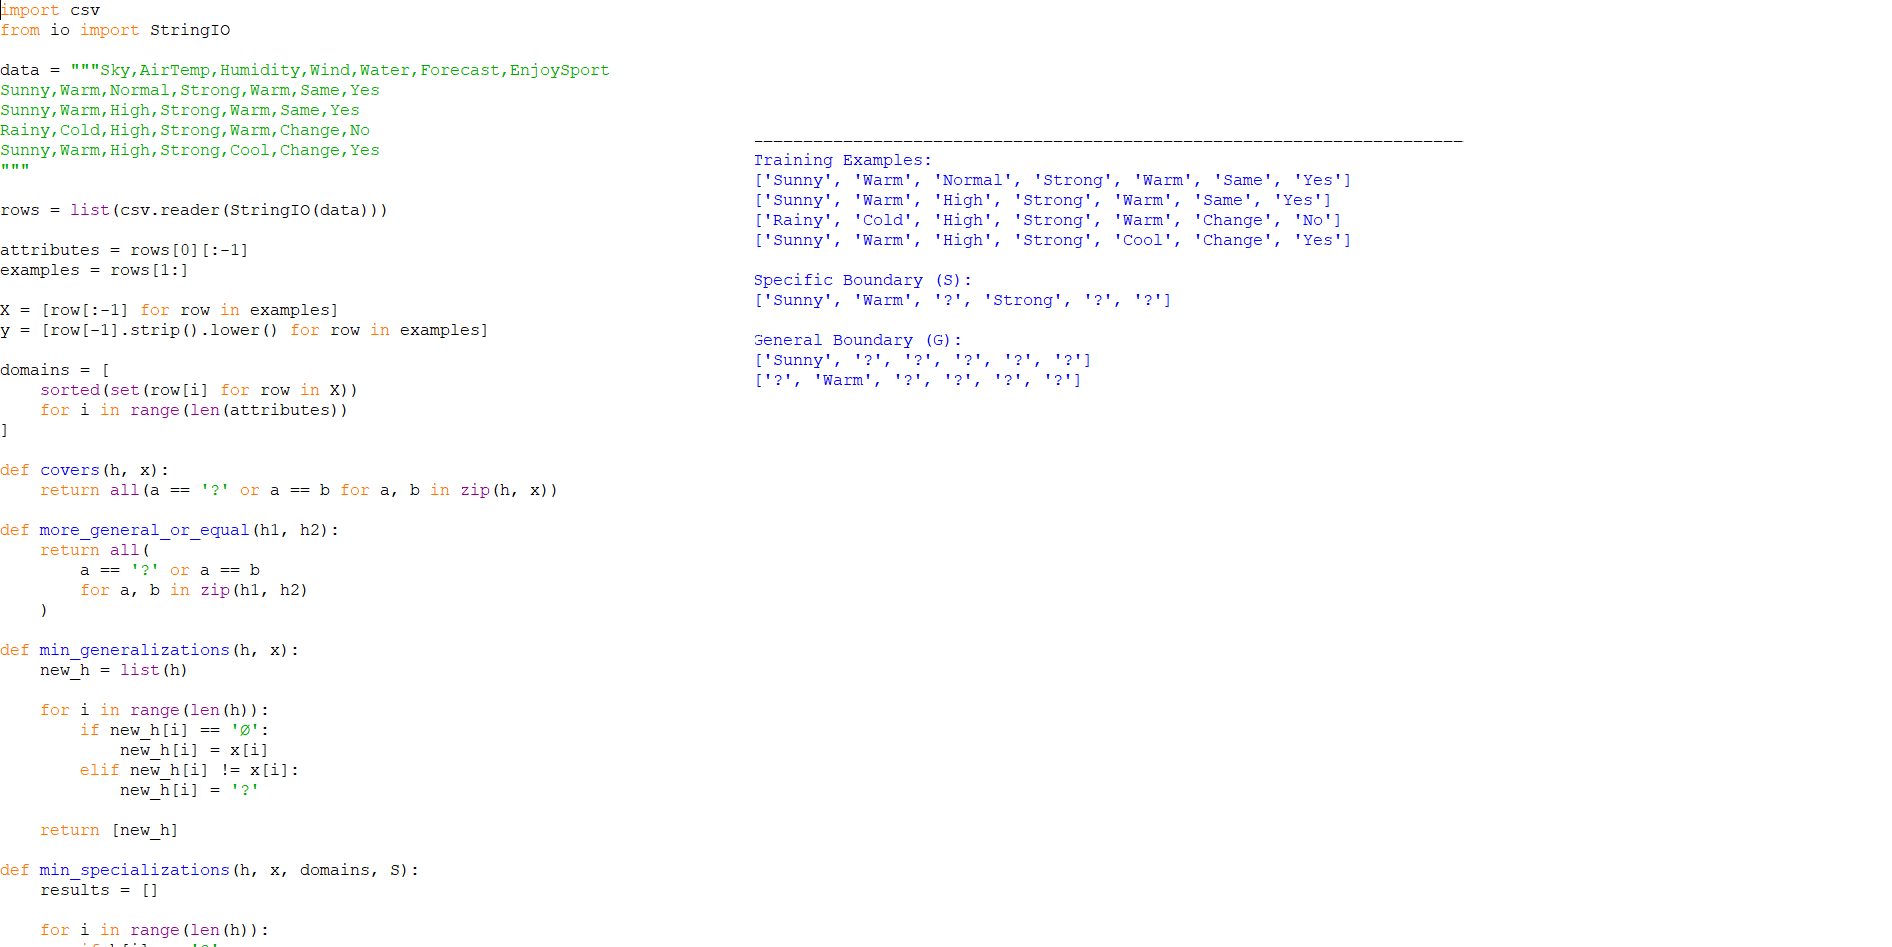 import csv
from io import StringIO

data = """Sky,AirTemp,Humidity,Wind,Water,Forecast,EnjoySport
Sunny,Warm,Normal,Strong,Warm,Same,Yes
Sunny,Warm,High,Strong,Warm,Same,Yes
Rainy,Cold,High,Strong,Warm,Change,No
Sunny,Warm,High,Strong,Cool,Change,Yes
"""

rows = list(csv.reader(StringIO(data)))

attributes = rows[0][:-1]
examples = rows[1:]

X = [row[:-1] for row in examples]
y = [row[-1].strip().lower() for row in examples]

domains = [
    sorted(set(row[i] for row in X))
    for i in range(len(attributes))
]

def covers(h, x):
    return all(a == '?' or a == b for a, b in zip(h, x))

def more_general_or_equal(h1, h2):
    return all(
        a == '?' or a == b
        for a, b in zip(h1, h2)
    )

def min_generalizations(h, x):
    new_h = list(h)

    for i in range(len(h)):
        if new_h[i] == 'Ø':
            new_h[i] = x[i]
        elif new_h[i] != x[i]:
            new_h[i] = '?'

    return [new_h]

def min_specializations(h, x, domains, S):
    results = []

    for i in range(len(h)):

Training Examples:
['Sunny', 'Warm', 'Normal', 'Strong', 'Warm', 'Same', 'Yes']
['Sunny', 'Warm', 'High', 'Strong', 'Warm', 'Same', 'Yes']
['Rainy', 'Cold', 'High', 'Strong', 'Warm', 'Change', 'No']
['Sunny', 'Warm', 'High', 'Strong', 'Cool', 'Change', 'Yes']

Specific Boundary (S):
['Sunny', 'Warm', '?', 'Strong', '?', '?']

General Boundary (G):
['Sunny', '?', '?', '?', '?', '?']
['?', 'Warm', '?', '?', '?', '?']